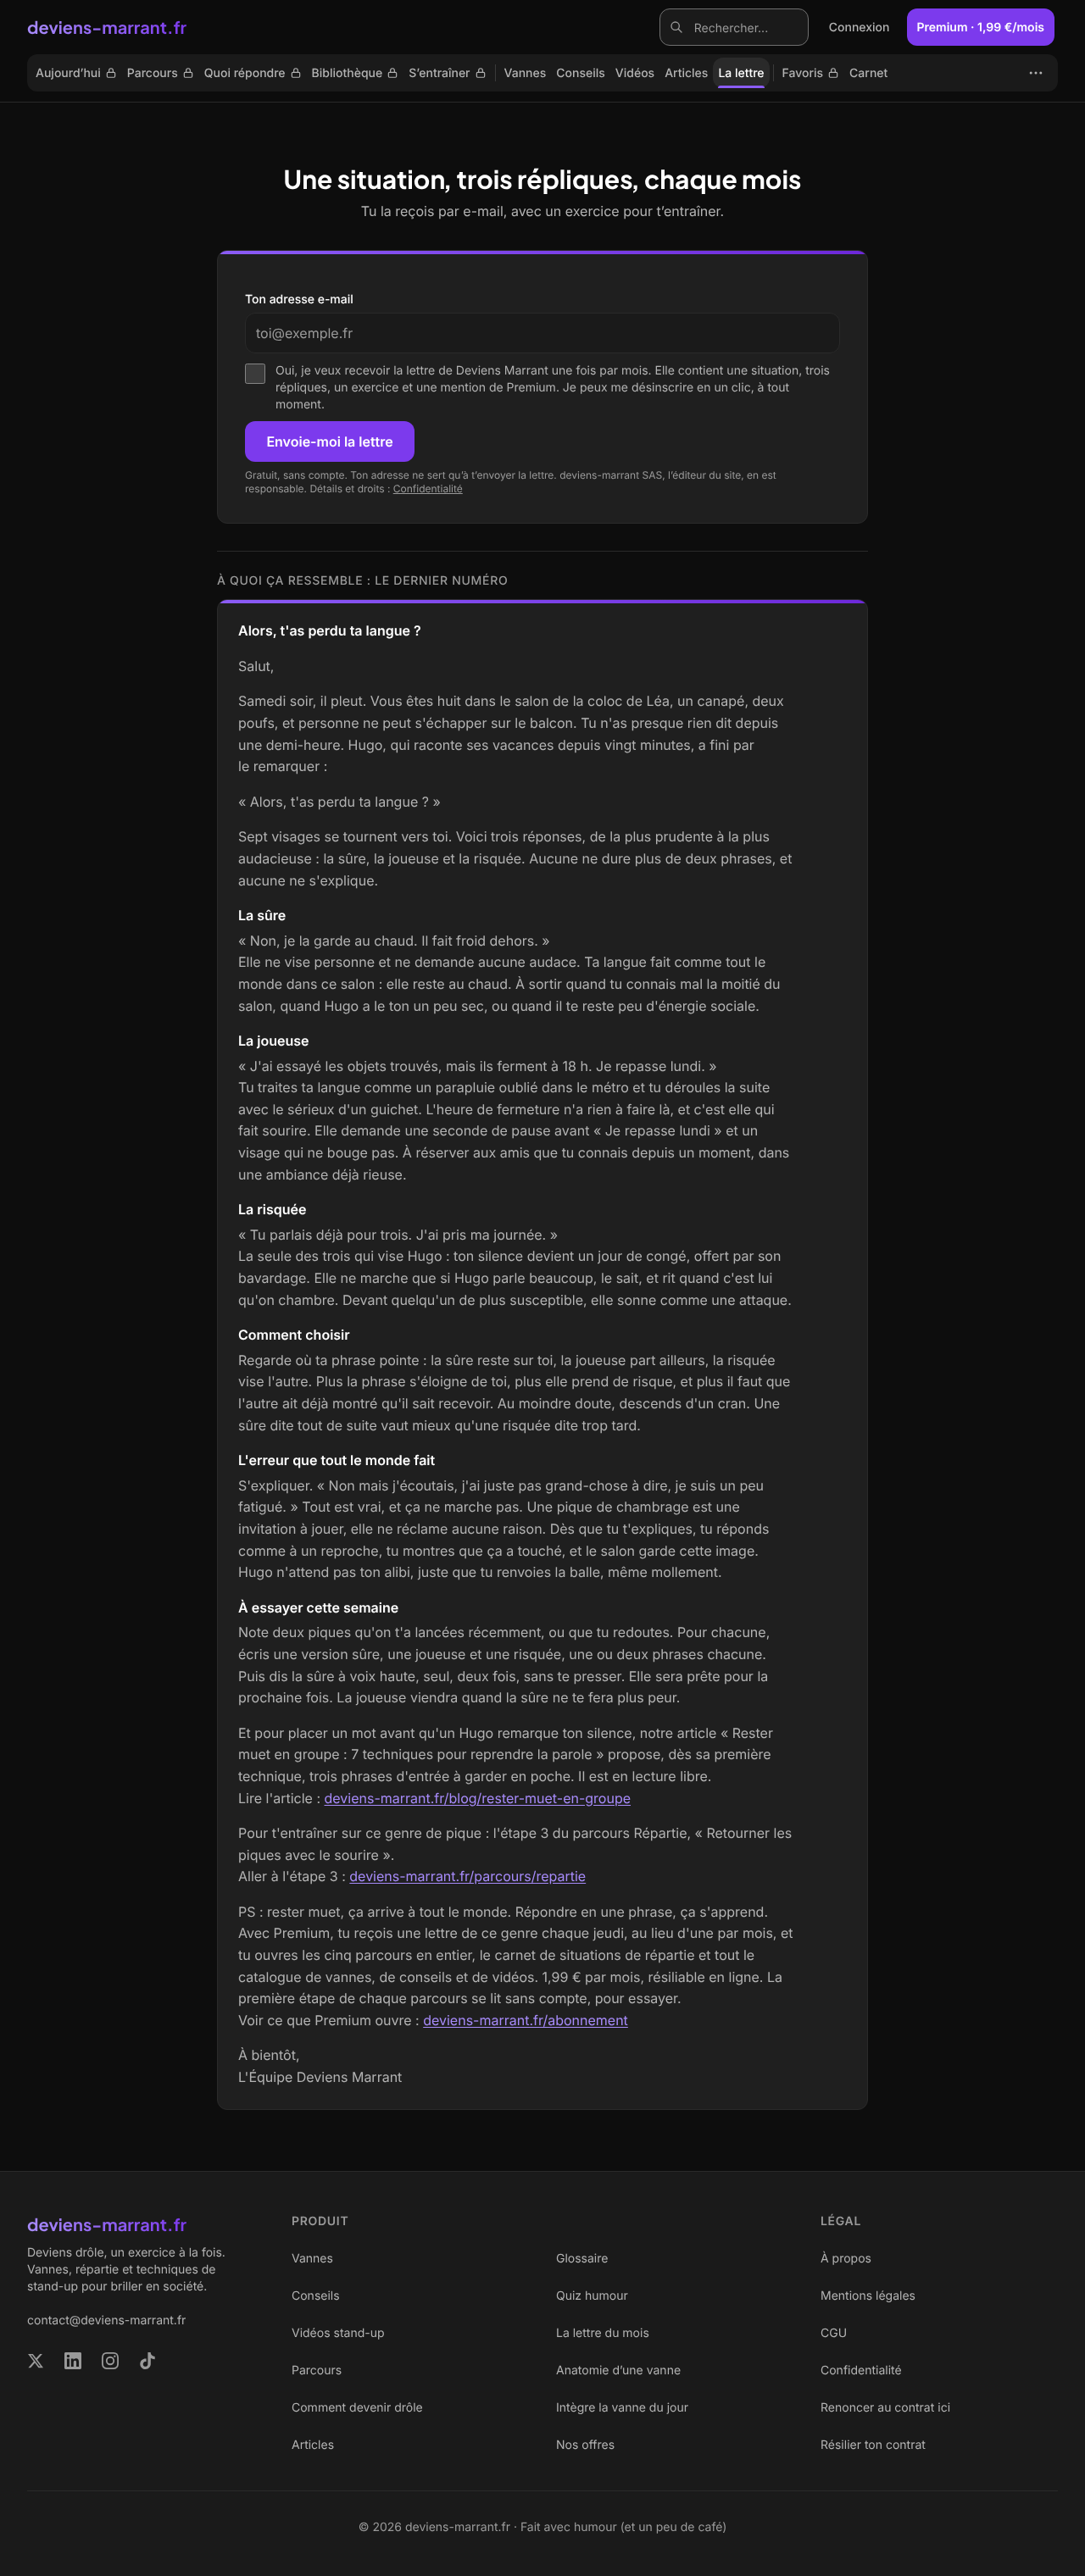 deviens-marrant.fr
Rechercher...
Connexion
Premium · 1,99 €/mois
Aujourd’hui
Parcours
Quoi répondre
Bibliothèque
S’entraîner
Vannes
Conseils
Vidéos
Articles
La lettre
Favoris
Carnet
Une situation, trois répliques, chaque mois
Tu la reçois par e-mail, avec un exercice pour t’entraîner.
Ton adresse e-mail
toi@exemple.fr
Oui, je veux recevoir la lettre de Deviens Marrant une fois par mois. Elle contient une situation, trois
répliques, un exercice et une mention de Premium. Je peux me désinscrire en un clic, à tout
moment.
Envoie-moi la lettre
Gratuit, sans compte. Ton adresse ne sert qu’à t’envoyer la lettre. deviens-marrant SAS, l’éditeur du site, en est
responsable. Détails et droits : Confidentialité
À QUOI ÇA RESSEMBLE : LE DERNIER NUMÉRO
Alors, t'as perdu ta langue ?
Salut,
Samedi soir, il pleut. Vous êtes huit dans le salon de la coloc de Léa, un canapé, deux
poufs, et personne ne peut s'échapper sur le balcon. Tu n'as presque rien dit depuis
une demi-heure. Hugo, qui raconte ses vacances depuis vingt minutes, a fini par
le remarquer :
« Alors, t'as perdu ta langue ? »
Sept visages se tournent vers toi. Voici trois réponses, de la plus prudente à la plus
audacieuse : la sûre, la joueuse et la risquée. Aucune ne dure plus de deux phrases, et
aucune ne s'explique.
La sûre
« Non, je la garde au chaud. Il fait froid dehors. »
Elle ne vise personne et ne demande aucune audace. Ta langue fait comme tout le
monde dans ce salon : elle reste au chaud. À sortir quand tu connais mal la moitié du
salon, quand Hugo a le ton un peu sec, ou quand il te reste peu d'énergie sociale.
La joueuse
« J'ai essayé les objets trouvés, mais ils ferment à 18 h. Je repasse lundi. »
Tu traites ta langue comme un parapluie oublié dans le métro et tu déroules la suite
avec le sérieux d'un guichet. L'heure de fermeture n'a rien à faire là, et c'est elle qui
fait sourire. Elle demande une seconde de pause avant « Je repasse lundi » et un
visage qui ne bouge pas. À réserver aux amis que tu connais depuis un moment, dans
une ambiance déjà rieuse.
La risquée
« Tu parlais déjà pour trois. J'ai pris ma journée. »
La seule des trois qui vise Hugo : ton silence devient un jour de congé, offert par son
bavardage. Elle ne marche que si Hugo parle beaucoup, le sait, et rit quand c'est lui
qu'on chambre. Devant quelqu'un de plus susceptible, elle sonne comme une attaque.
Comment choisir
Regarde où ta phrase pointe : la sûre reste sur toi, la joueuse part ailleurs, la risquée
vise l'autre. Plus la phrase s'éloigne de toi, plus elle prend de risque, et plus il faut que
l'autre ait déjà montré qu'il sait recevoir. Au moindre doute, descends d'un cran. Une
sûre dite tout de suite vaut mieux qu'une risquée dite trop tard.
L'erreur que tout le monde fait
S'expliquer. « Non mais j'écoutais, j'ai juste pas grand-chose à dire, je suis un peu
fatigué. » Tout est vrai, et ça ne marche pas. Une pique de chambrage est une
invitation à jouer, elle ne réclame aucune raison. Dès que tu t'expliques, tu réponds
comme à un reproche, tu montres que ça a touché, et le salon garde cette image.
Hugo n'attend pas ton alibi, juste que tu renvoies la balle, même mollement.
À essayer cette semaine
Note deux piques qu'on t'a lancées récemment, ou que tu redoutes. Pour chacune,
écris une version sûre, une joueuse et une risquée, une ou deux phrases chacune.
Puis dis la sûre à voix haute, seul, deux fois, sans te presser. Elle sera prête pour la
prochaine fois. La joueuse viendra quand la sûre ne te fera plus peur.
Et pour placer un mot avant qu'un Hugo remarque ton silence, notre article « Rester
muet en groupe : 7 techniques pour reprendre la parole » propose, dès sa première
technique, trois phrases d'entrée à garder en poche. Il est en lecture libre.
Lire l'article : deviens-marrant.fr/blog/rester-muet-en-groupe
Pour t'entraîner sur ce genre de pique : l'étape 3 du parcours Répartie, « Retourner les
piques avec le sourire ».
Aller à l'étape 3 : deviens-marrant.fr/parcours/repartie
PS : rester muet, ça arrive à tout le monde. Répondre en une phrase, ça s'apprend.
Avec Premium, tu reçois une lettre de ce genre chaque jeudi, au lieu d'une par mois, et
tu ouvres les cinq parcours en entier, le carnet de situations de répartie et tout le
catalogue de vannes, de conseils et de vidéos. 1,99 € par mois, résiliable en ligne. La
première étape de chaque parcours se lit sans compte, pour essayer.
Voir ce que Premium ouvre : deviens-marrant.fr/abonnement
À bientôt,
L'Équipe Deviens Marrant
deviens-marrant.fr
Deviens drôle, un exercice à la fois.
Vannes, répartie et techniques de
stand-up pour briller en société.
contact@deviens-marrant.fr
PRODUIT
Vannes
Conseils
Vidéos stand-up
Parcours
Comment devenir drôle
Articles
Glossaire
Quiz humour
La lettre du mois
Anatomie d’une vanne
Intègre la vanne du jour
Nos offres
LÉGAL
À propos
Mentions légales
CGU
Confidentialité
Renoncer au contrat ici
Résilier ton contrat
© 2026 deviens-marrant.fr · Fait avec humour (et un peu de café)